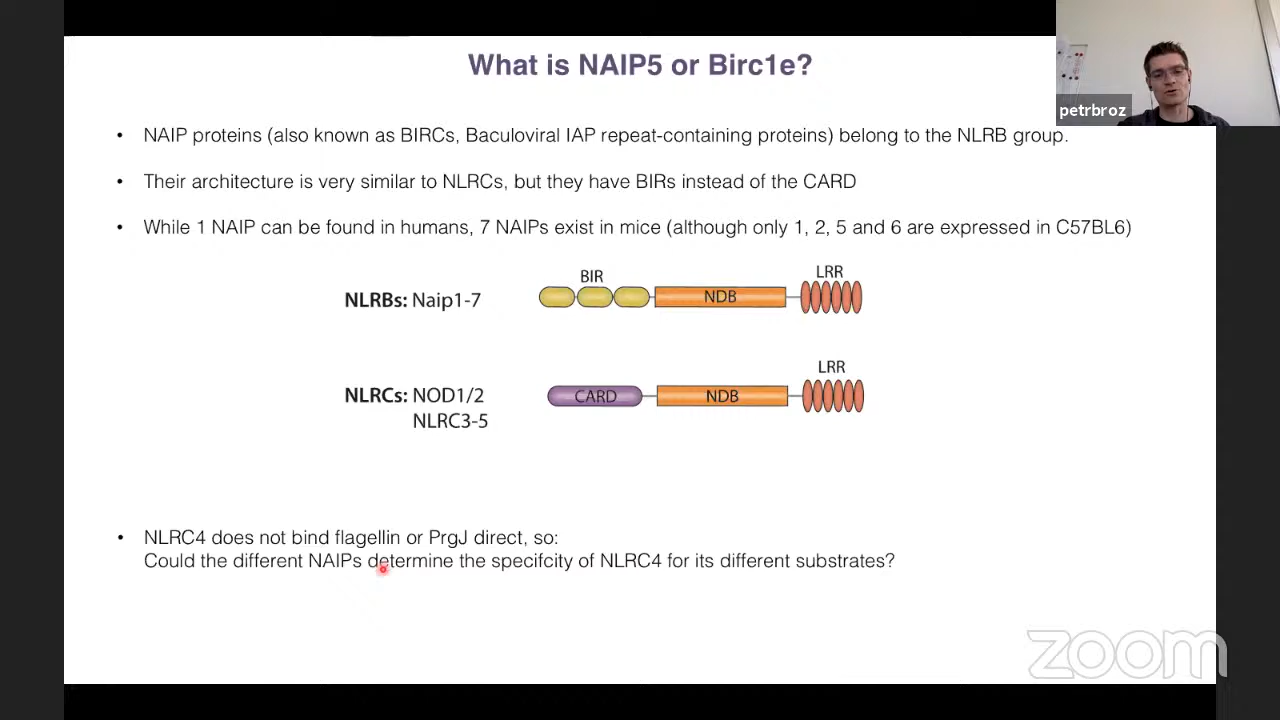 What is NAIP5 or Birc1e?
petrbroz
• NAIP proteins (also known as BIRCs, Baculoviral IAP repeat-containing proteins) belong to the NLRB group.
• Their architecture is very similar to NLRCs, but they have BIRs instead of the CARD
• While 1 NAIP can be found in humans, 7 NAIPs exist in mice (although only 1, 2, 5 and 6 are expressed in C57BL6)
BIR
LRR
NLRBs: Naip1-7
NDB
LRR
NLRCs: NOD1/2
NLRC3-5
CARD
NDB
• NLRC4 does not bind flagellin or PrgJ direct, so:
Could the different NAIPs determine the specifcity of NLRC4 for its different substrates?
zoom